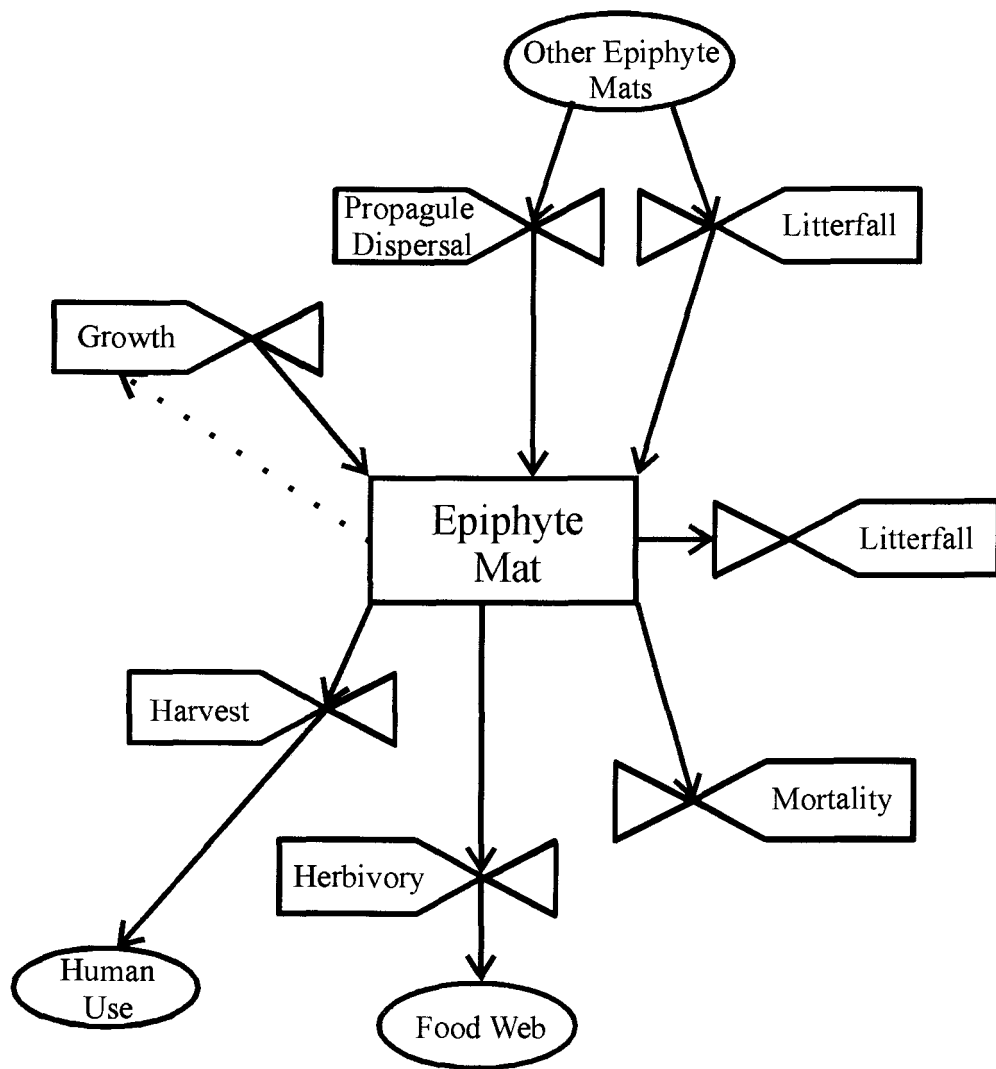 Other Epiphyte
Mats
Propagule
Dispersal
Litterfall
Growth
Epiphyte
Mat
Litterfall
Harvest
Mortality
Herbivory
Human
Use
Food Web